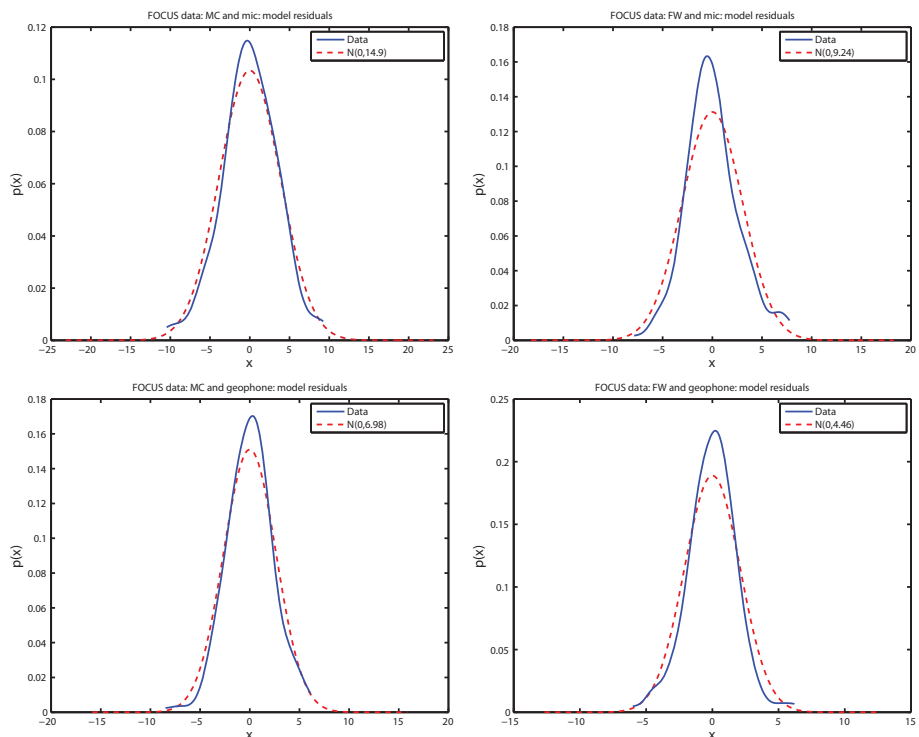 FOCUS data: MC and mic: model residuals
0.12
0.1
0.08
0.06
0.04
0.02
0
p(x)
Data
N(0,14.9)
−25 −20 −15 −10 −5 0 5 10 15 20 25
x
FOCUS data: FW and mic: model residuals
0.18
0.16
0.14
0.12
0.1
0.08
0.06
0.04
0.02
0
p(x)
Data
N(0,9.24)
−20 −15 −10 −5 0 5 10 15 20
x
FOCUS data: MC and geophone: model residuals
0.18
0.16
0.14
0.12
0.1
0.08
0.06
0.04
0.02
0
p(x)
Data
N(0,6.98)
−20 −15 −10 −5 0 5 10 15 20
x
FOCUS data: FW and geophone: model residuals
0.25
0.2
0.15
0.1
0.05
0
p(x)
Data
N(0,4.46)
−15 −10 −5 0 5 10 15
x